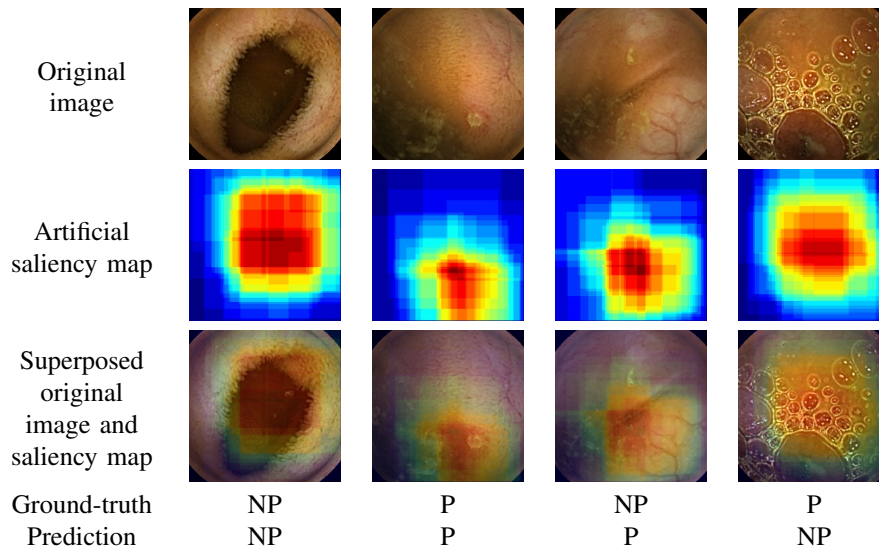 Original
image
Artificial
saliency map
Superposed
original
image and
saliency map
Ground-truth NP P NP P
Prediction NP P P NP